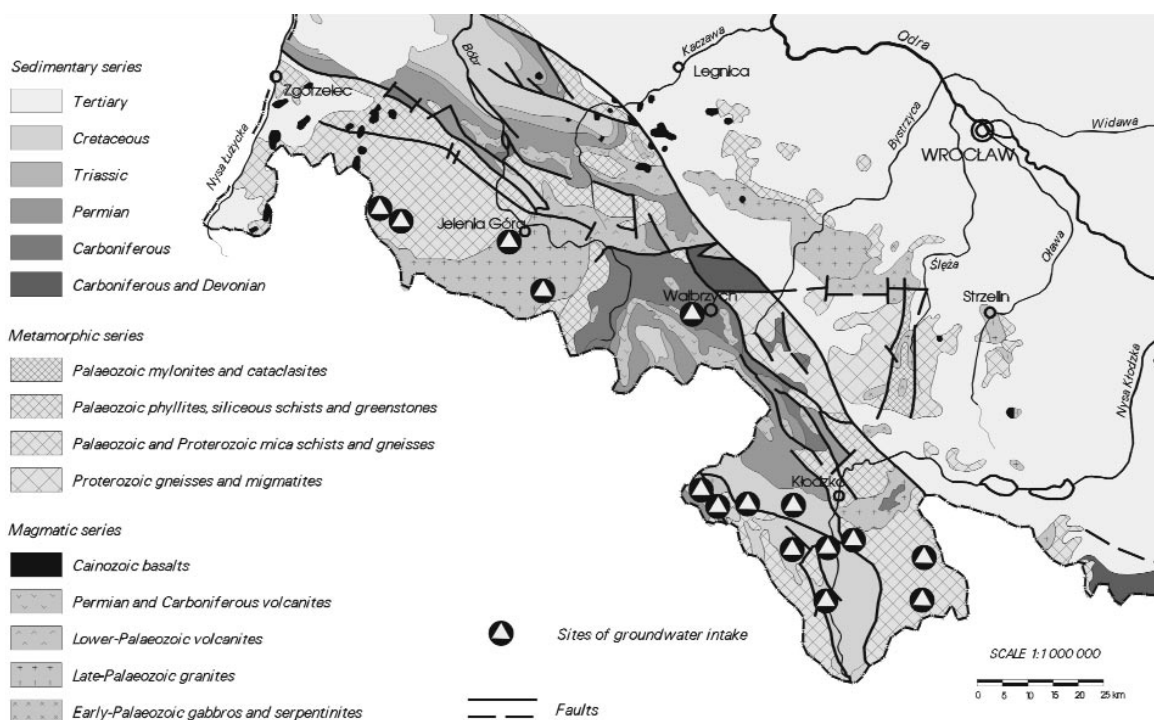 Sedimentary series
Tertiary
Cretaceous
Triassic
Permian
Carboniferous
Carboniferous and Devonian
Metamorphic series
Palaeozoic mylonites and cataclasites
Palaeozoic phyllites, siliceous schists and greenstones
Palaeozoic and Proterozoic mica schists and gneisses
Proterozoic gneisses and migmatites
Magmatic series
Cainozoic basalts
Permian and Carboniferous volcanites
Lower-Palaeozoic volcanites
Late-Palaeozoic granites
Early-Palaeozoic gabbros and serpentinites
Sites of groundwater intake
Faults
Nysa Łużycka
Zgorzelec
Bóbr
Kaczawa
Legnica
Odra
Bystrzyca
Widawa
WROCŁAW
Jelenia Góra
Ślęża
Oława
Wałbrzych
Strzelin
Nysa Kłodzka
Kłodzko
SCALE 1:1 000 000
0 5 10 15 20 25 km